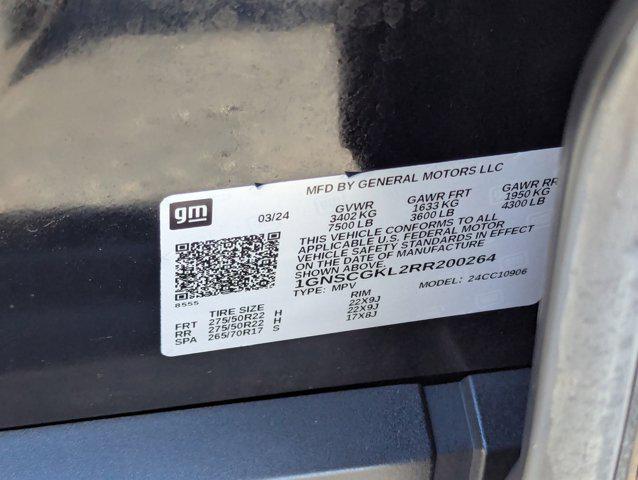 MFD BY GENERAL MOTORS LLC
gm
03/24
GVWR GAWR FRT GAWR RR
3402 KG 1633 KG 1950 KG
7500 LB 3600 LB 4300 LB
THIS VEHICLE CONFORMS TO ALL
APPLICABLE U.S. FEDERAL MOTOR
VEHICLE SAFETY STANDARDS IN EFFECT
ON THE DATE OF MANUFACTURE
SHOWN ABOVE.
1GNSCGKL2RR200264
TYPE: MPV MODEL: 24CC10906
8555
TIRE SIZE RIM
FRT 275/50R22 H 22X9J
RR 275/50R22 H 22X9J
SPA 265/70R17 S 17X8J